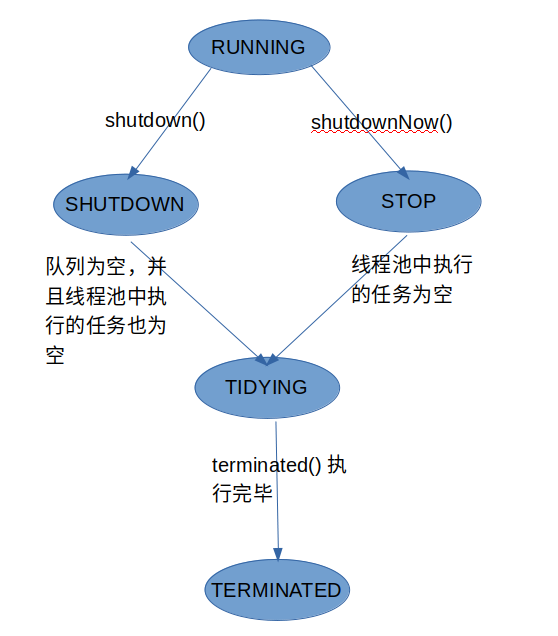 RUNNING
shutdown()
shutdownNow()
SHUTDOWN
STOP
队列为空，并
且线程池中执
行的任务也为
空
线程池中执行
的任务为空
TIDYING
terminated() 执
行完毕
TERMINATED